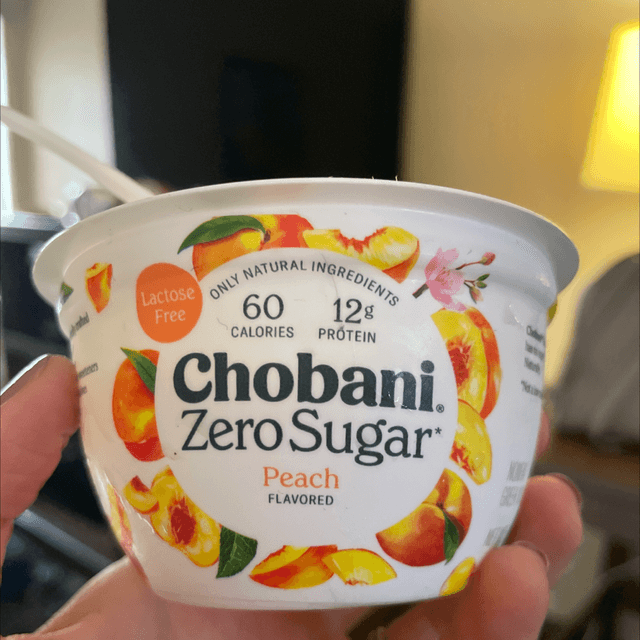 Lactose
Free
ONLY NATURAL INGREDIENTS
60
CALORIES
12g
PROTEIN
Chobani®
Zero Sugar*
Peach
FLAVORED